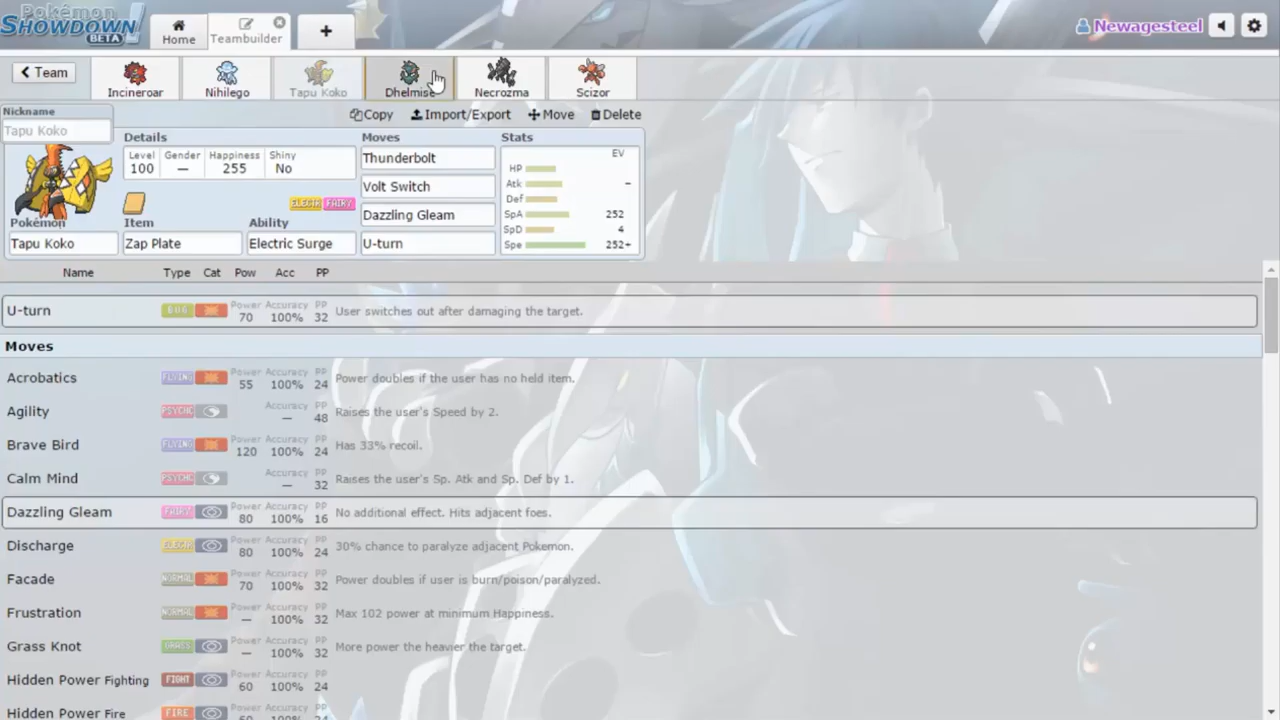 Pokémon
SHOWDOWN
BETA
Home
Teambuilder
+
Newagesteel
Team
Incineroar
Nihilego
Tapu Koko
Dhelmise
Necrozma
Scizor
Copy Import/Export Move Delete
Nickname
Tapu Koko
Details
Level Gender Happiness Shiny
100 — 255 No
ELECTR FAIRY
Pokémon Item Ability
Tapu Koko Zap Plate Electric Surge
Moves
Thunderbolt
Volt Switch
Dazzling Gleam
U-turn
Stats
EV
HP
Atk –
Def
SpA 252
SpD 4
Spe 252+
Name Type Cat Pow Acc PP
U-turn BUG Power 70 Accuracy 100% PP 32 User switches out after damaging the target.
Moves
Acrobatics FLYING Power 55 Accuracy 100% PP 24 Power doubles if the user has no held item.
Agility PSYCHC Accuracy — PP 48 Raises the user's Speed by 2.
Brave Bird FLYING Power 120 Accuracy 100% PP 24 Has 33% recoil.
Calm Mind PSYCHC Accuracy — PP 32 Raises the user's Sp. Atk and Sp. Def by 1.
Dazzling Gleam FAIRY Power 80 Accuracy 100% PP 16 No additional effect. Hits adjacent foes.
Discharge ELECTR Power 80 Accuracy 100% PP 24 30% chance to paralyze adjacent Pokemon.
Facade NORMAL Power 70 Accuracy 100% PP 32 Power doubles if user is burn/poison/paralyzed.
Frustration NORMAL Power — Accuracy 100% PP 32 Max 102 power at minimum Happiness.
Grass Knot GRASS Power — Accuracy 100% PP 32 More power the heavier the target.
Hidden Power Fighting FIGHT Power 60 Accuracy 100% PP 24
Hidden Power Fire FIRE Power 60 Accuracy 100% PP 24